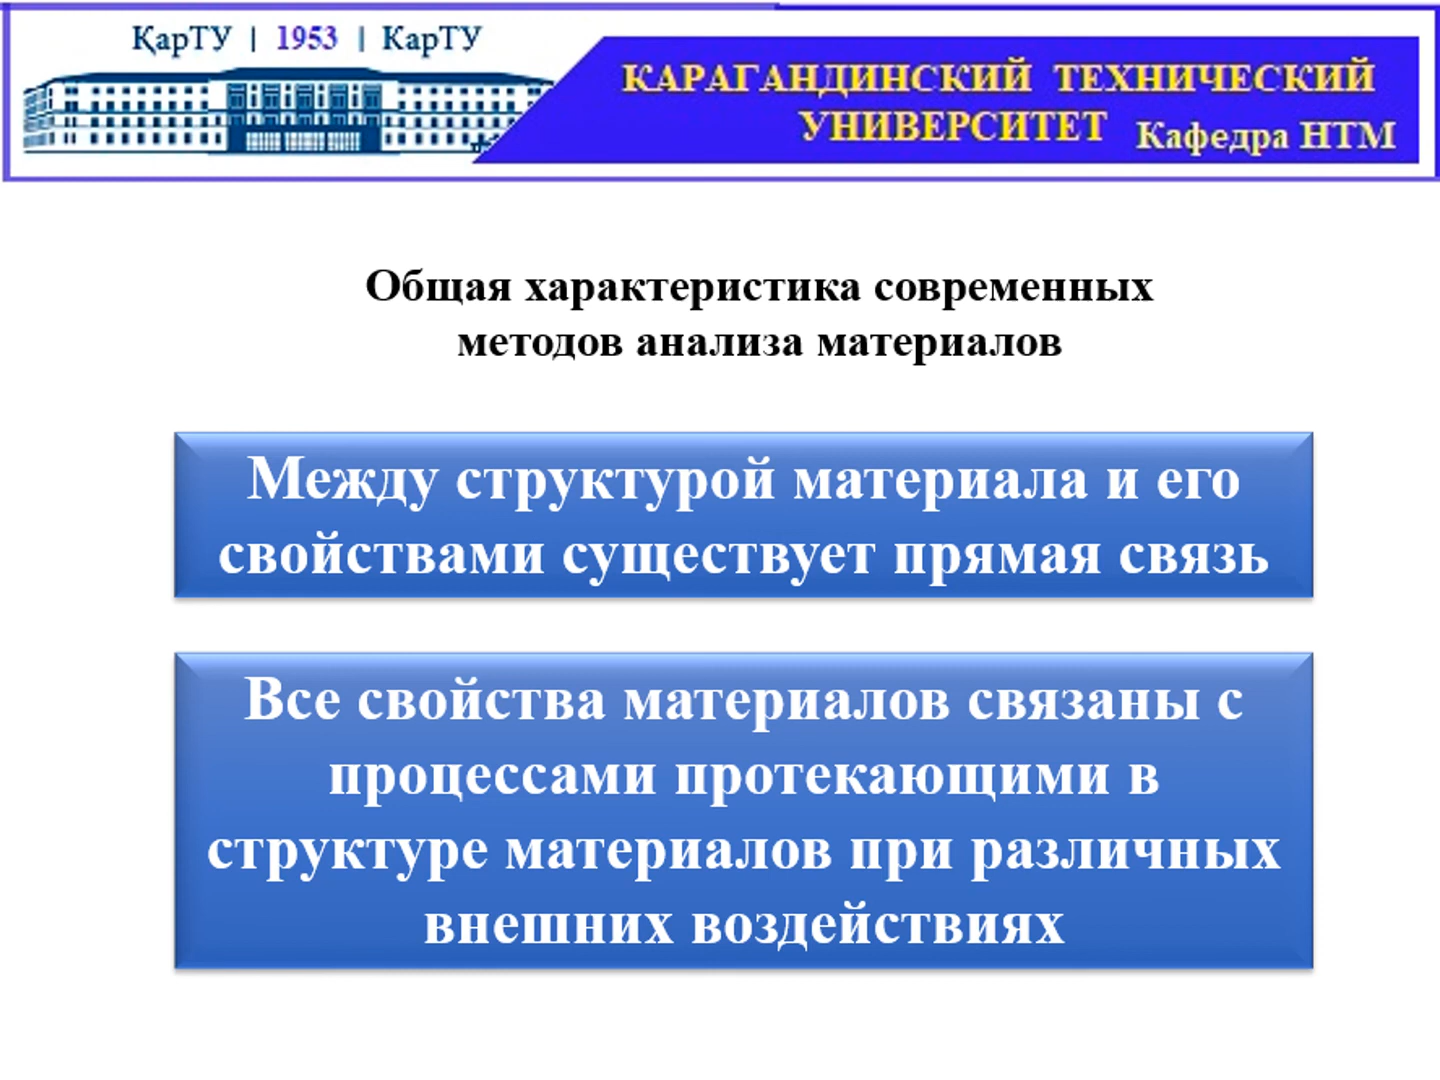 ҚарТУ | 1953 | КарТУ
КАРАГАНДИНСКИЙ ТЕХНИЧЕСКИЙ
УНИВЕРСИТЕТ Кафедра НТМ
Общая характеристика современных
методов анализа материалов
Между структурой материала и его
свойствами существует прямая связь
Все свойства материалов связаны с
процессами протекающими в
структуре материалов при различных
внешних воздействиях